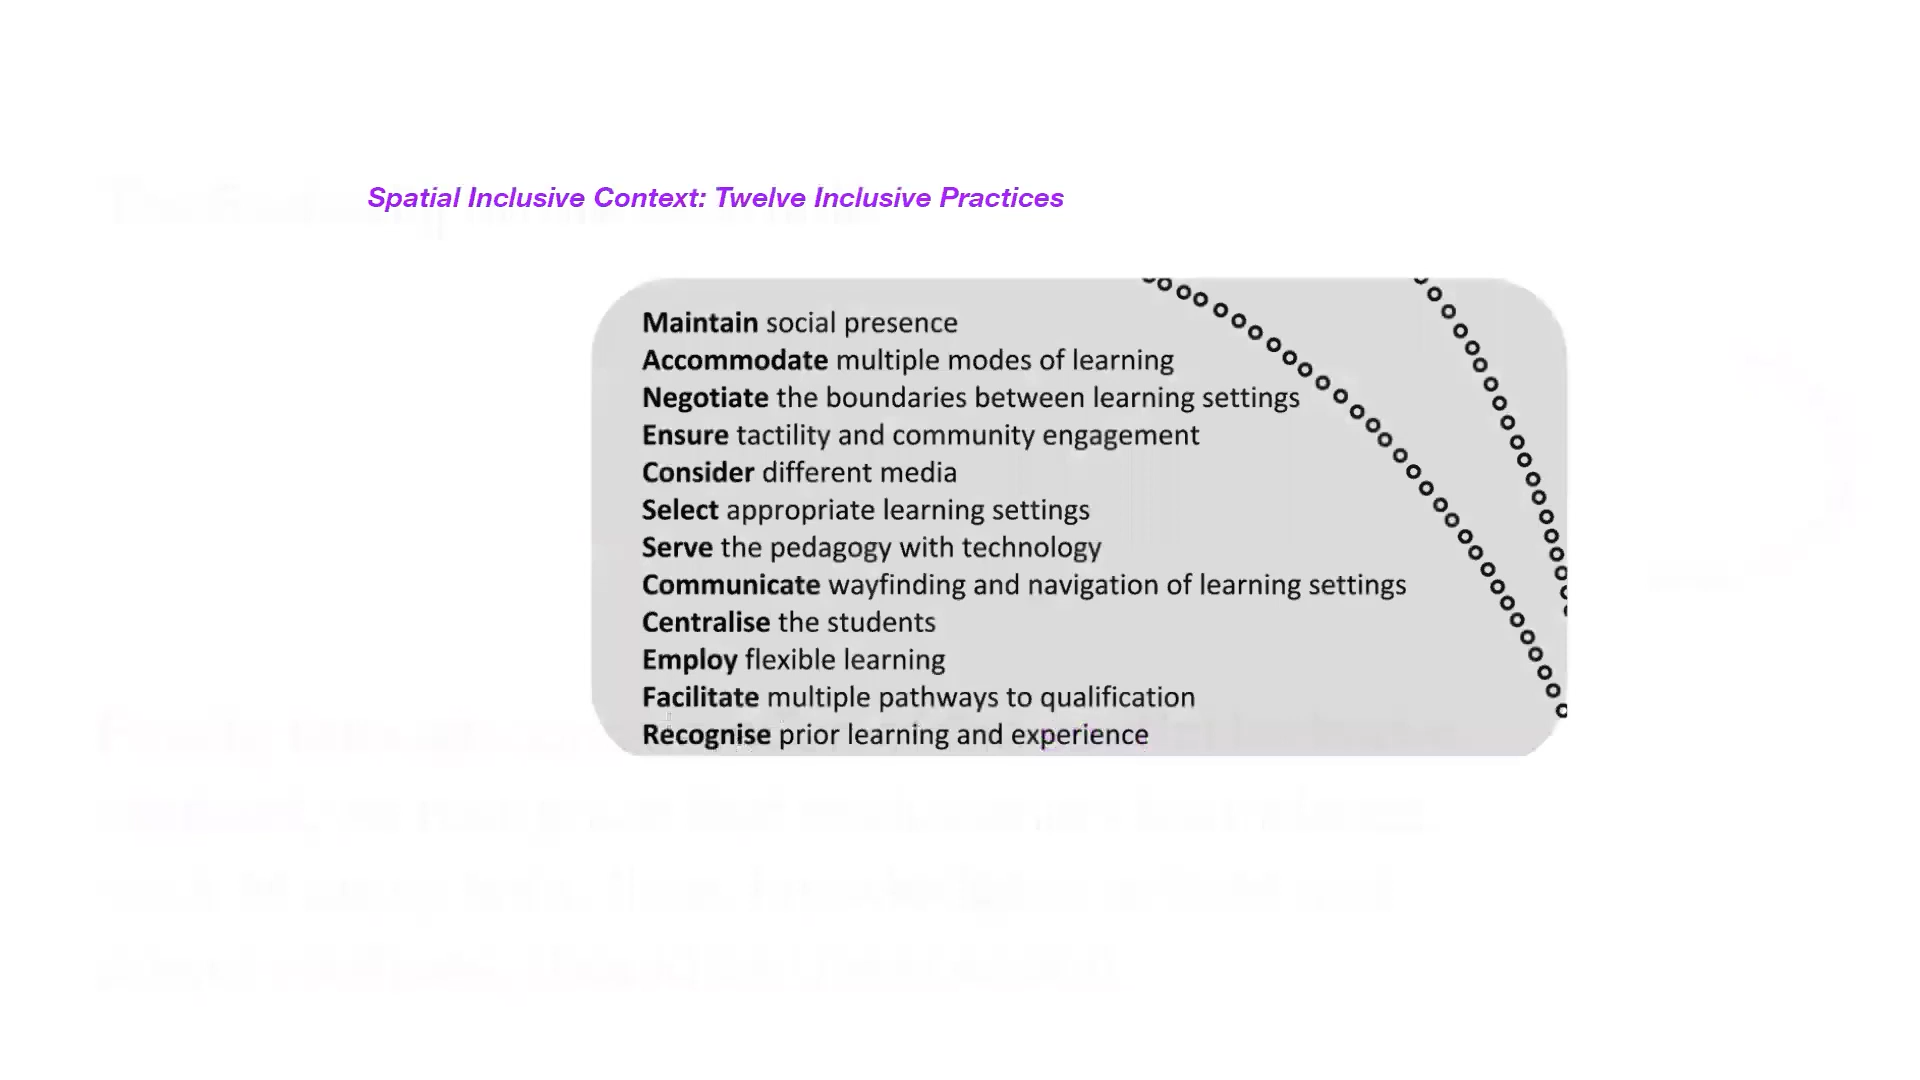 Spatial Inclusive Context: Twelve Inclusive Practices
Maintain social presence
Accommodate multiple modes of learning
Negotiate the boundaries between learning settings
Ensure tactility and community engagement
Consider different media
Select appropriate learning settings
Serve the pedagogy with technology
Communicate wayfinding and navigation of learning settings
Centralise the students
Employ flexible learning
Facilitate multiple pathways to qualification
Recognise prior learning and experience